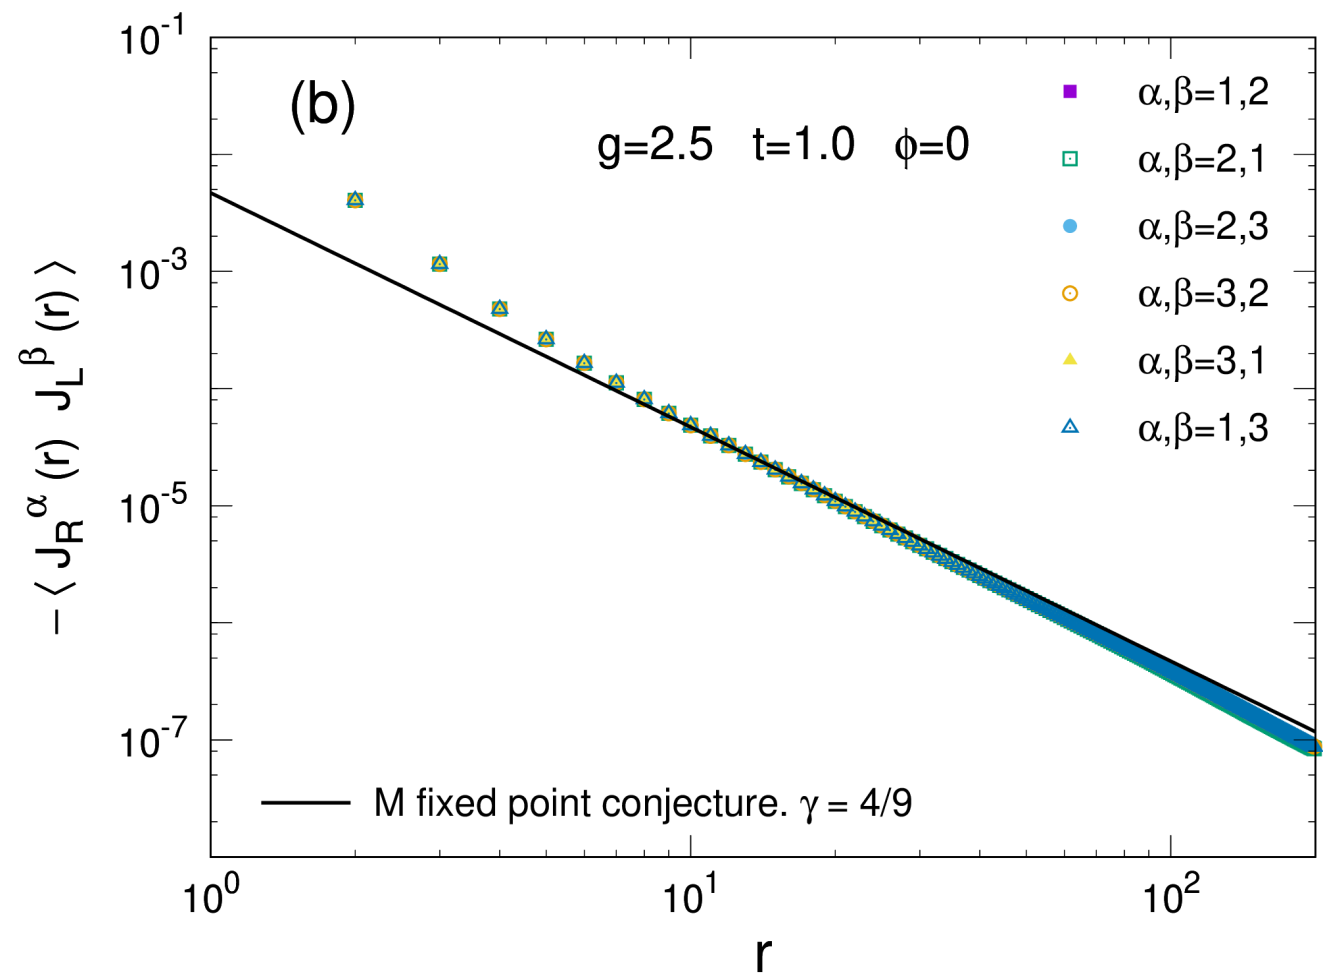 (b)
g=2.5 t=1.0 ϕ=0
α,β=1,2
α,β=2,1
α,β=2,3
α,β=3,2
α,β=3,1
α,β=1,3
10^-1
10^-3
10^-5
10^-7
− ⟨ J_R^α (r) J_L^β (r) ⟩
M fixed point conjecture. γ = 4/9
10^0
10^1
10^2
r